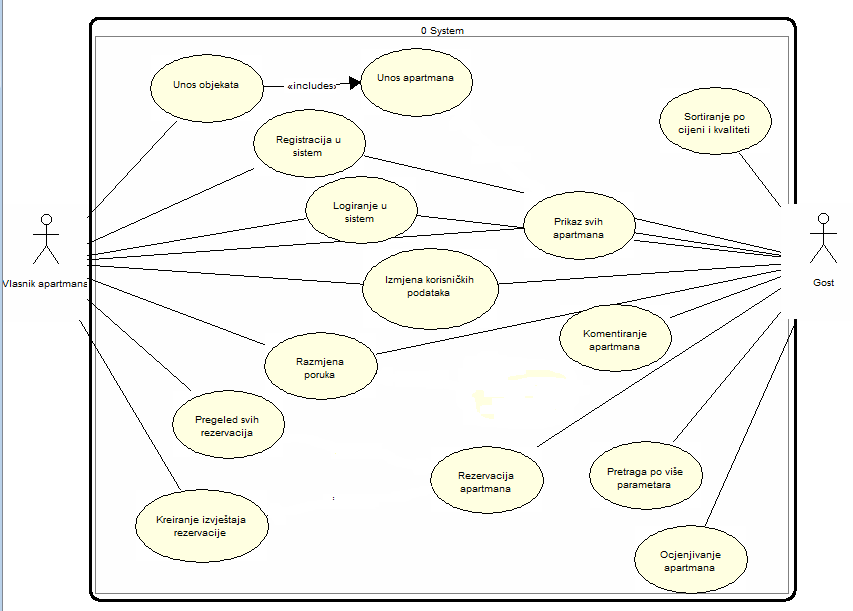 0 System
Unos objekata
«includes»
Unos apartmana
Sortiranje po
cijeni i kvaliteti
Registracija u
sistem
Logiranje u
sistem
Prikaz svih
apartmana
Vlasnik apartmana
Gost
Izmjena korisničkih
podataka
Komentiranje
apartmana
Razmjena
poruka
Pregeled svih
rezervacija
Rezervacija
apartmana
Pretraga po više
parametara
Kreiranje izvještaja
rezervacije
Ocjenjivanje
apartmana